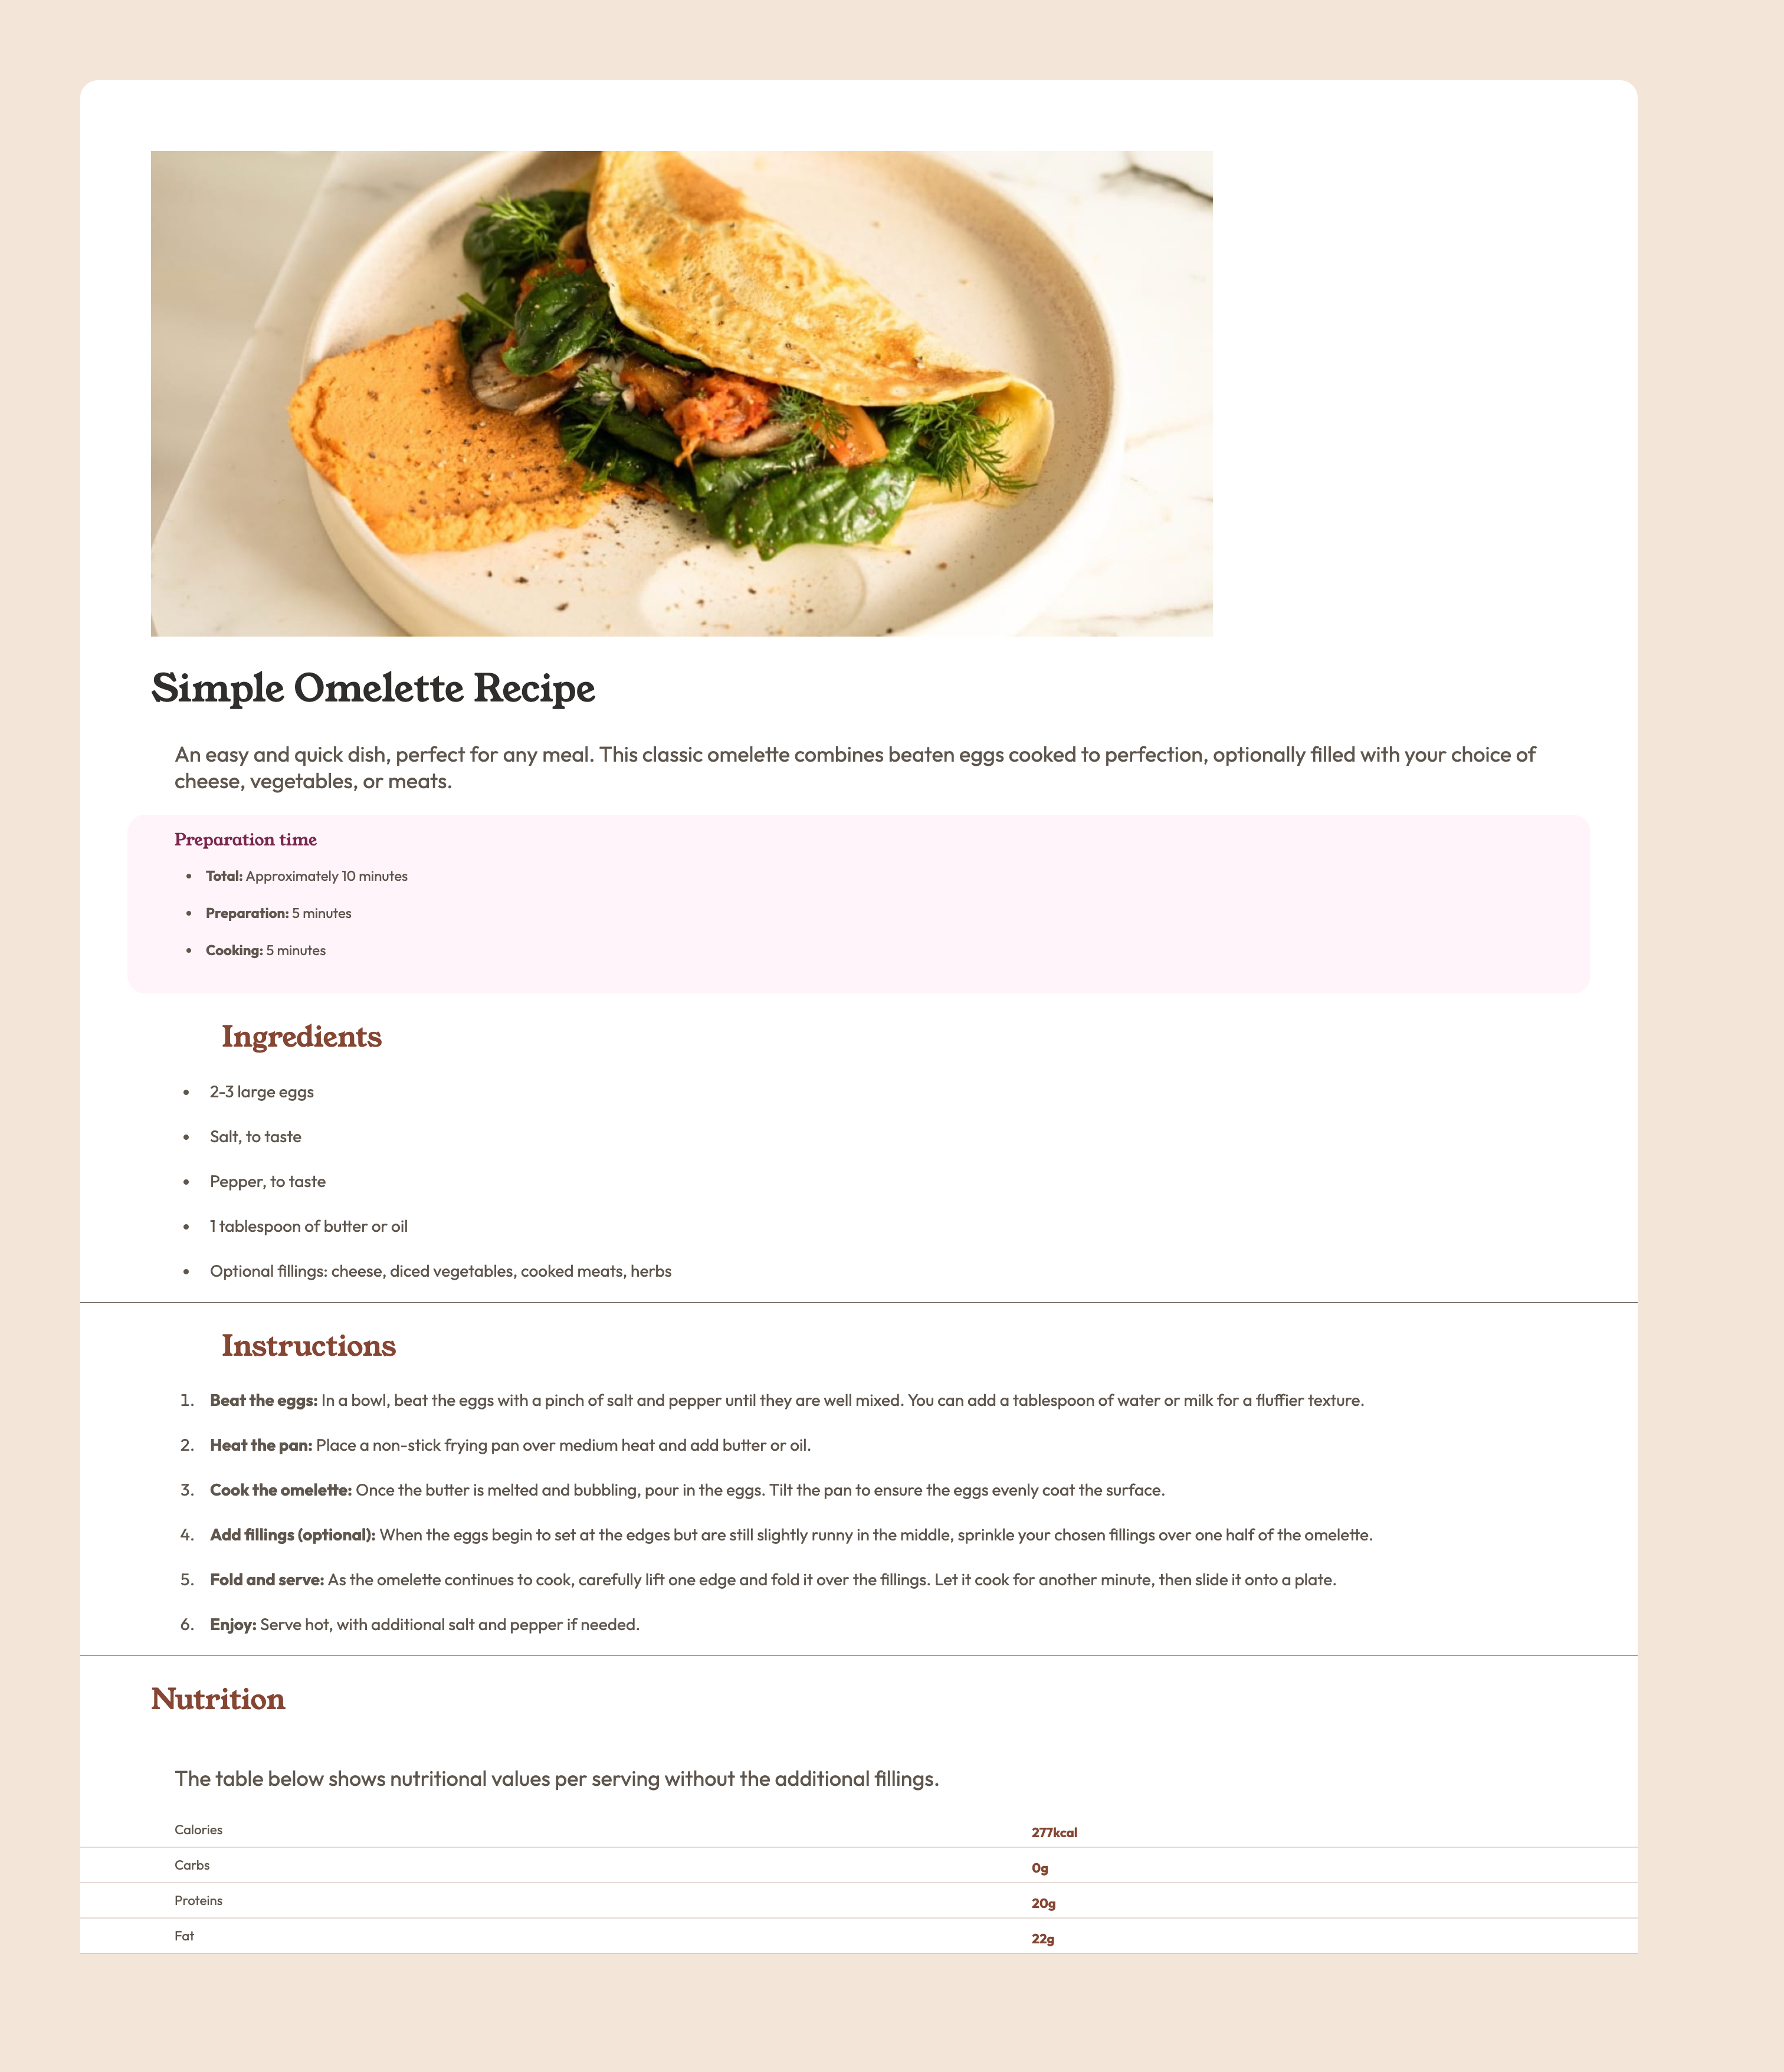 Simple Omelette Recipe
An easy and quick dish, perfect for any meal. This classic omelette combines beaten eggs cooked to perfection, optionally filled with your choice of
cheese, vegetables, or meats.
Preparation time
• Total: Approximately 10 minutes
• Preparation: 5 minutes
• Cooking: 5 minutes
Ingredients
• 2-3 large eggs
• Salt, to taste
• Pepper, to taste
• 1 tablespoon of butter or oil
• Optional fillings: cheese, diced vegetables, cooked meats, herbs
Instructions
1. Beat the eggs: In a bowl, beat the eggs with a pinch of salt and pepper until they are well mixed. You can add a tablespoon of water or milk for a fluffier texture.
2. Heat the pan: Place a non-stick frying pan over medium heat and add butter or oil.
3. Cook the omelette: Once the butter is melted and bubbling, pour in the eggs. Tilt the pan to ensure the eggs evenly coat the surface.
4. Add fillings (optional): When the eggs begin to set at the edges but are still slightly runny in the middle, sprinkle your chosen fillings over one half of the omelette.
5. Fold and serve: As the omelette continues to cook, carefully lift one edge and fold it over the fillings. Let it cook for another minute, then slide it onto a plate.
6. Enjoy: Serve hot, with additional salt and pepper if needed.
Nutrition
The table below shows nutritional values per serving without the additional fillings.
Calories 277kcal
Carbs 0g
Proteins 20g
Fat 22g